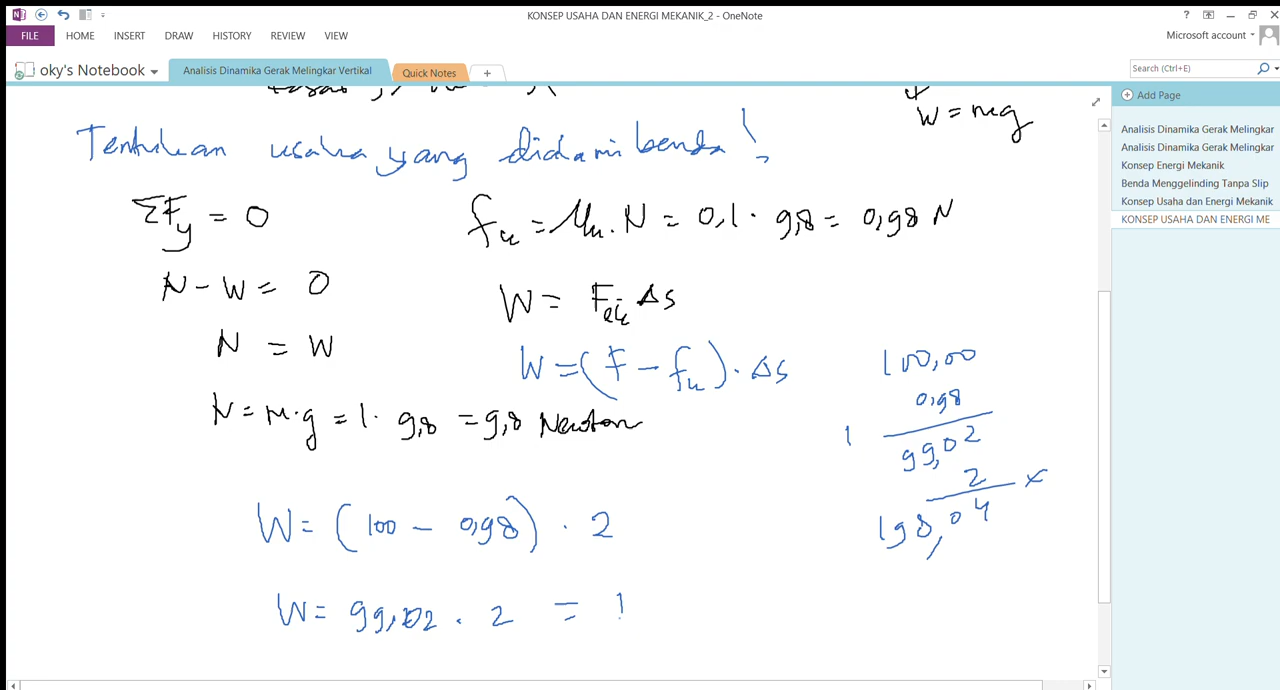 KONSEP USAHA DAN ENERGI MEKANIK_2 - OneNote
FILE HOME INSERT DRAW HISTORY REVIEW VIEW
Microsoft account
oky's Notebook
Analisis Dinamika Gerak Melingkar Vertikal
Quick Notes
+
Search (Ctrl+E)
Add Page
Analisis Dinamika Gerak Melingkar
Analisis Dinamika Gerak Melingkar
Konsep Energi Mekanik
Benda Menggelinding Tanpa Slip
Konsep Usaha dan Energi Mekanik
KONSEP USAHA DAN ENERGI ME
W = mg
Tentukan usaha yang dialami benda !
ΣFy = 0
N - W = 0
N = W
N = m.g = 1. 9,8 = 9,8 Newton
fk = μk. N = 0,1. 9,8 = 0,98 N
W = Δs
W = (F - fk) . Δs
W = (100 - 0,98) . 2
W = 99,02 . 2 = 1
100,00
0,98
1
99,02
2 ×
198,04